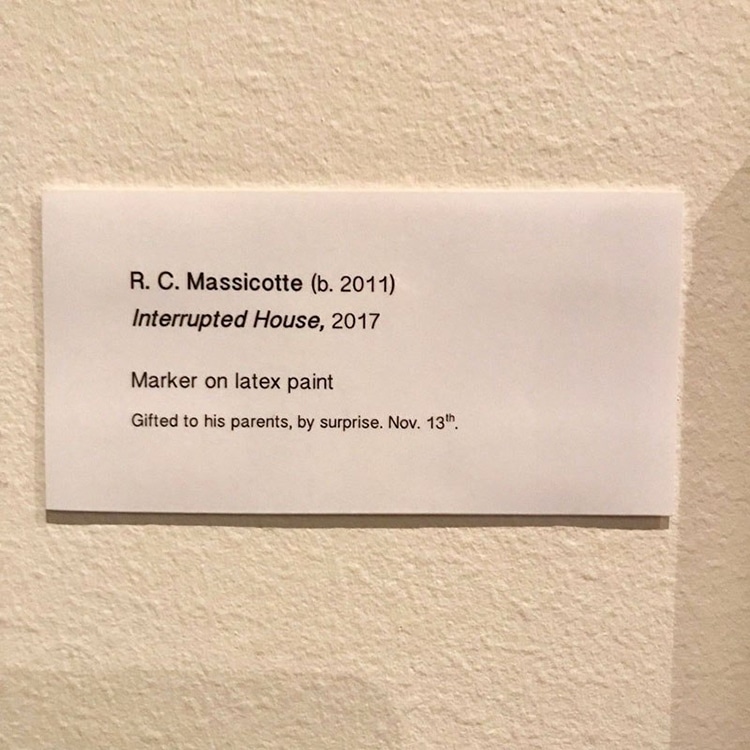 R. C. Massicotte (b. 2011)
Interrupted House, 2017
Marker on latex paint
Gifted to his parents, by surprise. Nov. 13th.